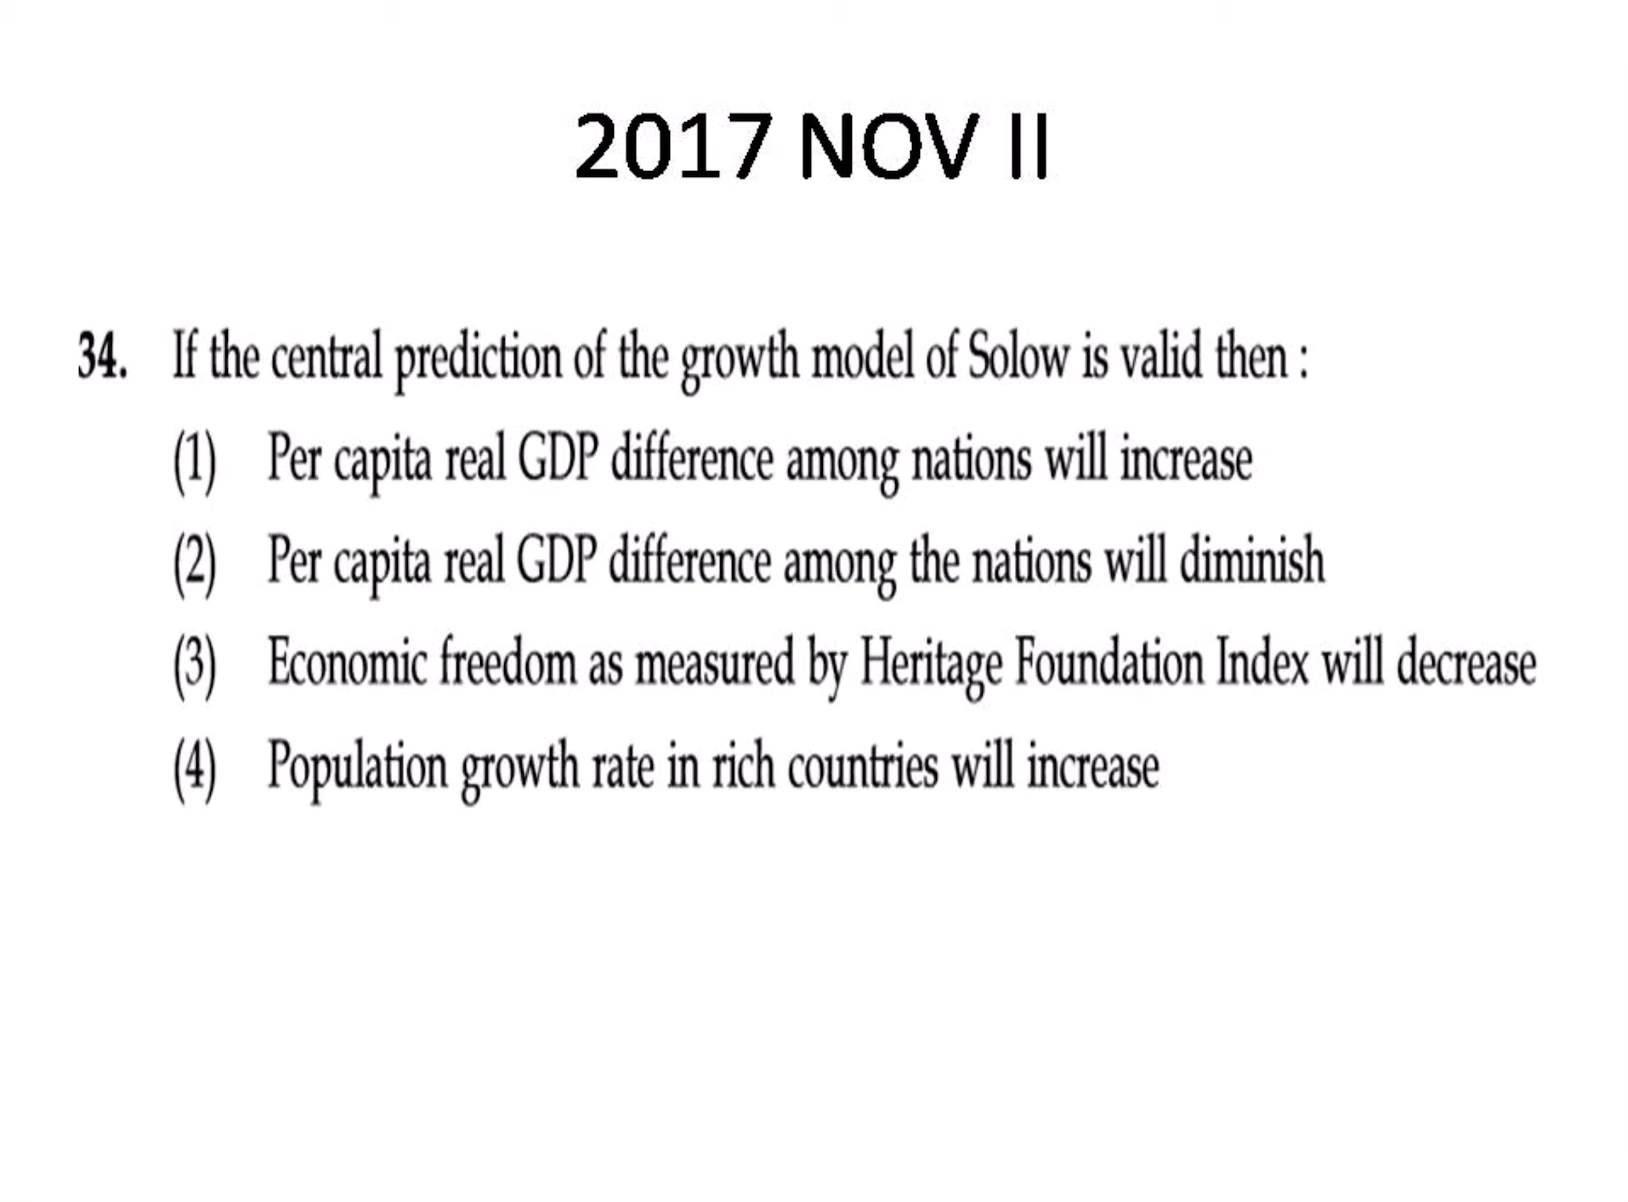 2017 NOV II
34. If the central prediction of the growth model of Solow is valid then :
(1) Per capita real GDP difference among nations will increase
(2) Per capita real GDP difference among the nations will diminish
(3) Economic freedom as measured by Heritage Foundation Index will decrease
(4) Population growth rate in rich countries will increase